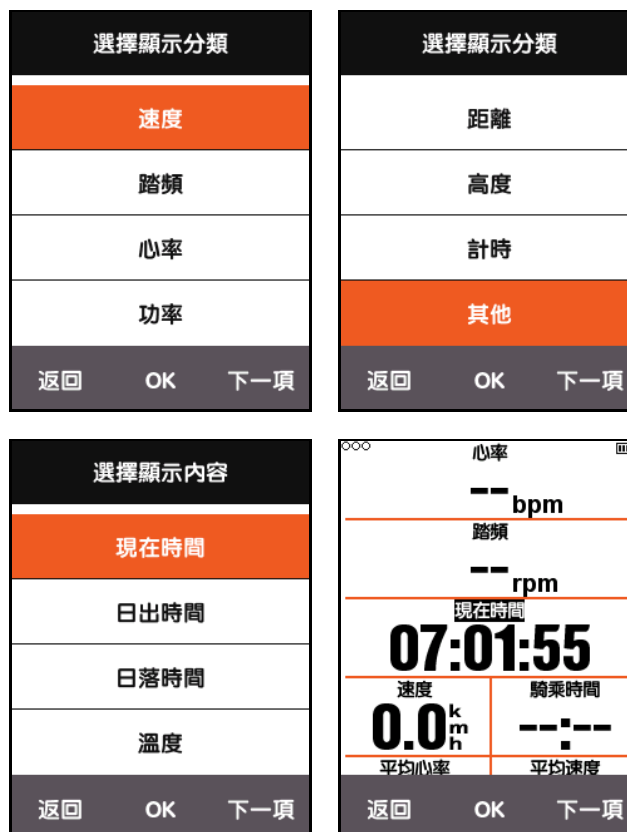 選擇顯示分類
速度
踏頻
心率
功率
返回 OK 下一項
選擇顯示分類
距離
高度
計時
其他
返回 OK 下一項
選擇顯示内容
現在時間
日出時間
日落時間
溫度
返回 OK 下一項
心率
-- bpm
踏頻
-- rpm
現在時間
07:01:55
速度 騎乘時間
0.0 kmh --:--
平均心率 平均速度
返回 OK 下一項